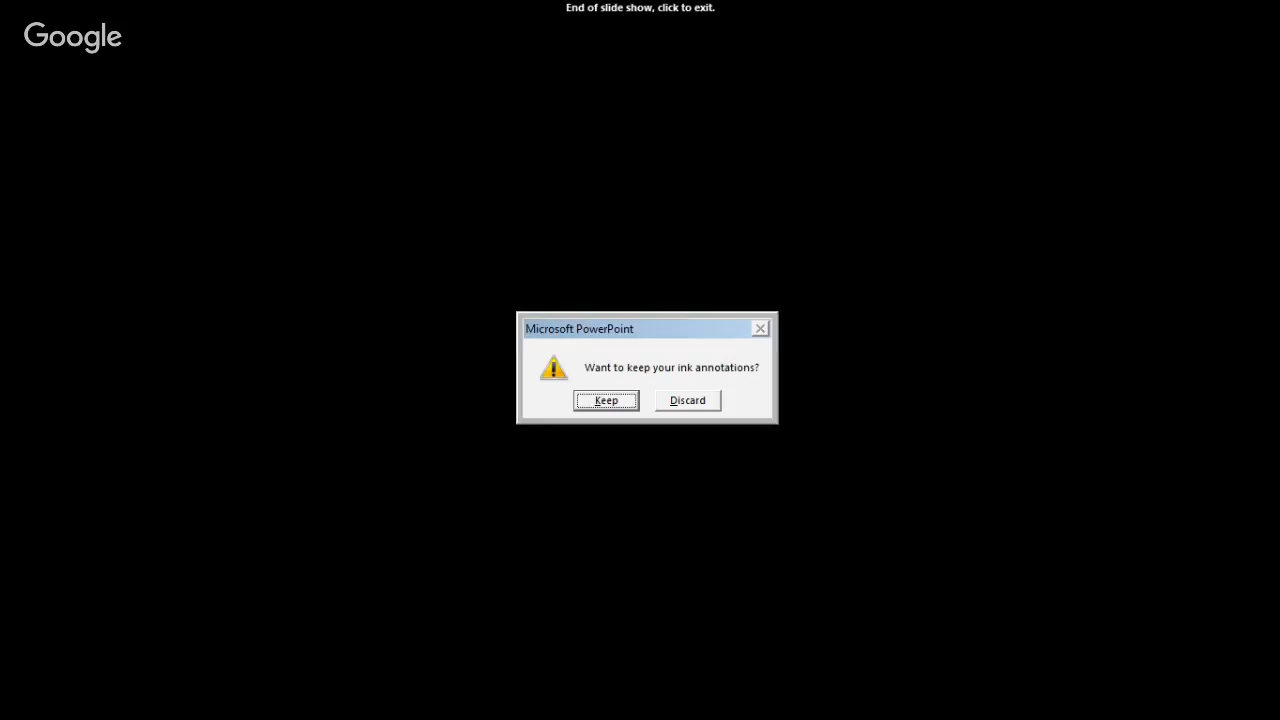 End of slide show, click to exit.
Google
Microsoft PowerPoint
Want to keep your ink annotations?
Keep Discard